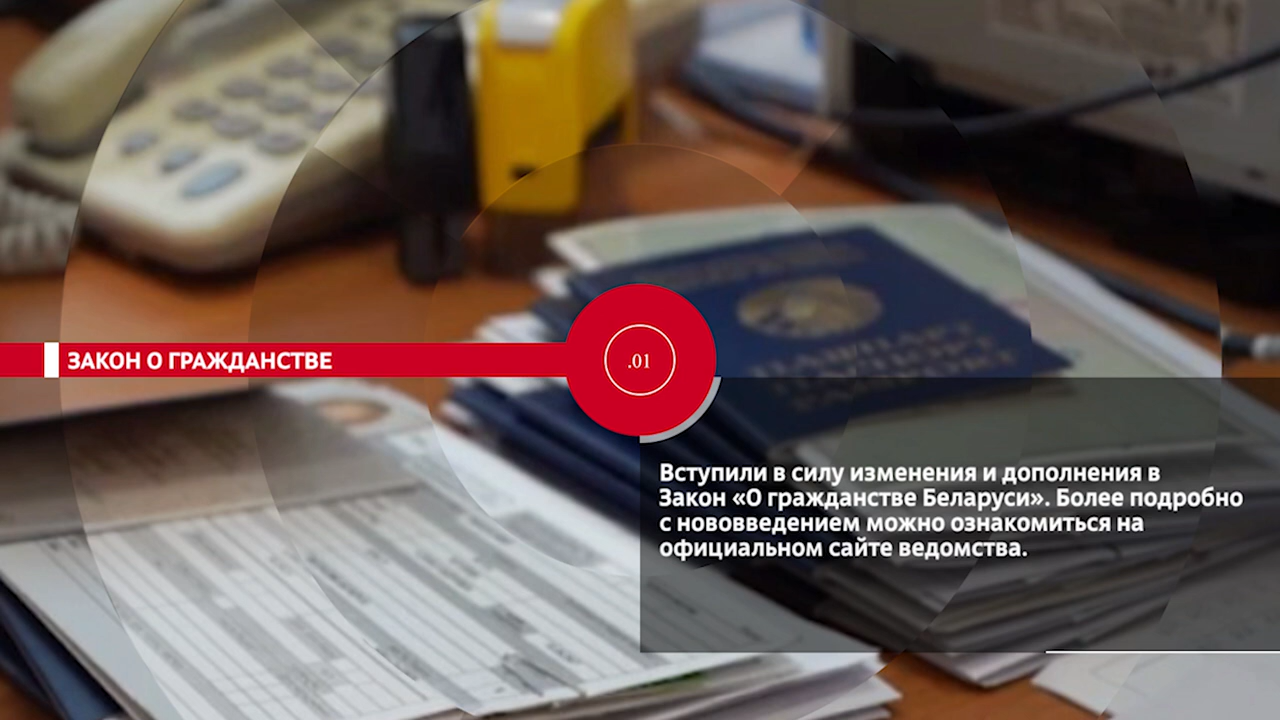 ЗАКОН О ГРАЖДАНСТВЕ
.01
Вступили в силу изменения и дополнения в
Закон «О гражданстве Беларуси». Более подробно
с нововведением можно ознакомиться на
официальном сайте ведомства.